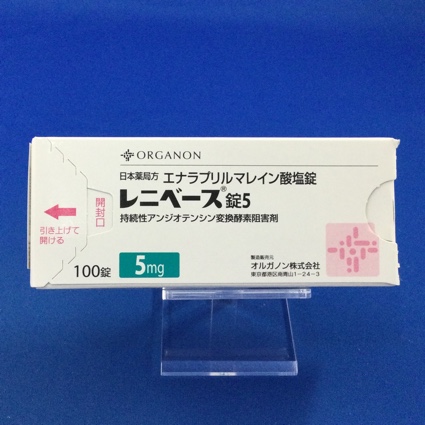 ORGANON
日本薬局方 エナラプリルマレイン酸塩錠
レニベース®錠5
持続性アンジオテンシン変換酵素阻害剤
開封口
引き上げて
開ける
100錠 5mg
製造販売元
オルガノン株式会社
東京都港区南青山1-24-3